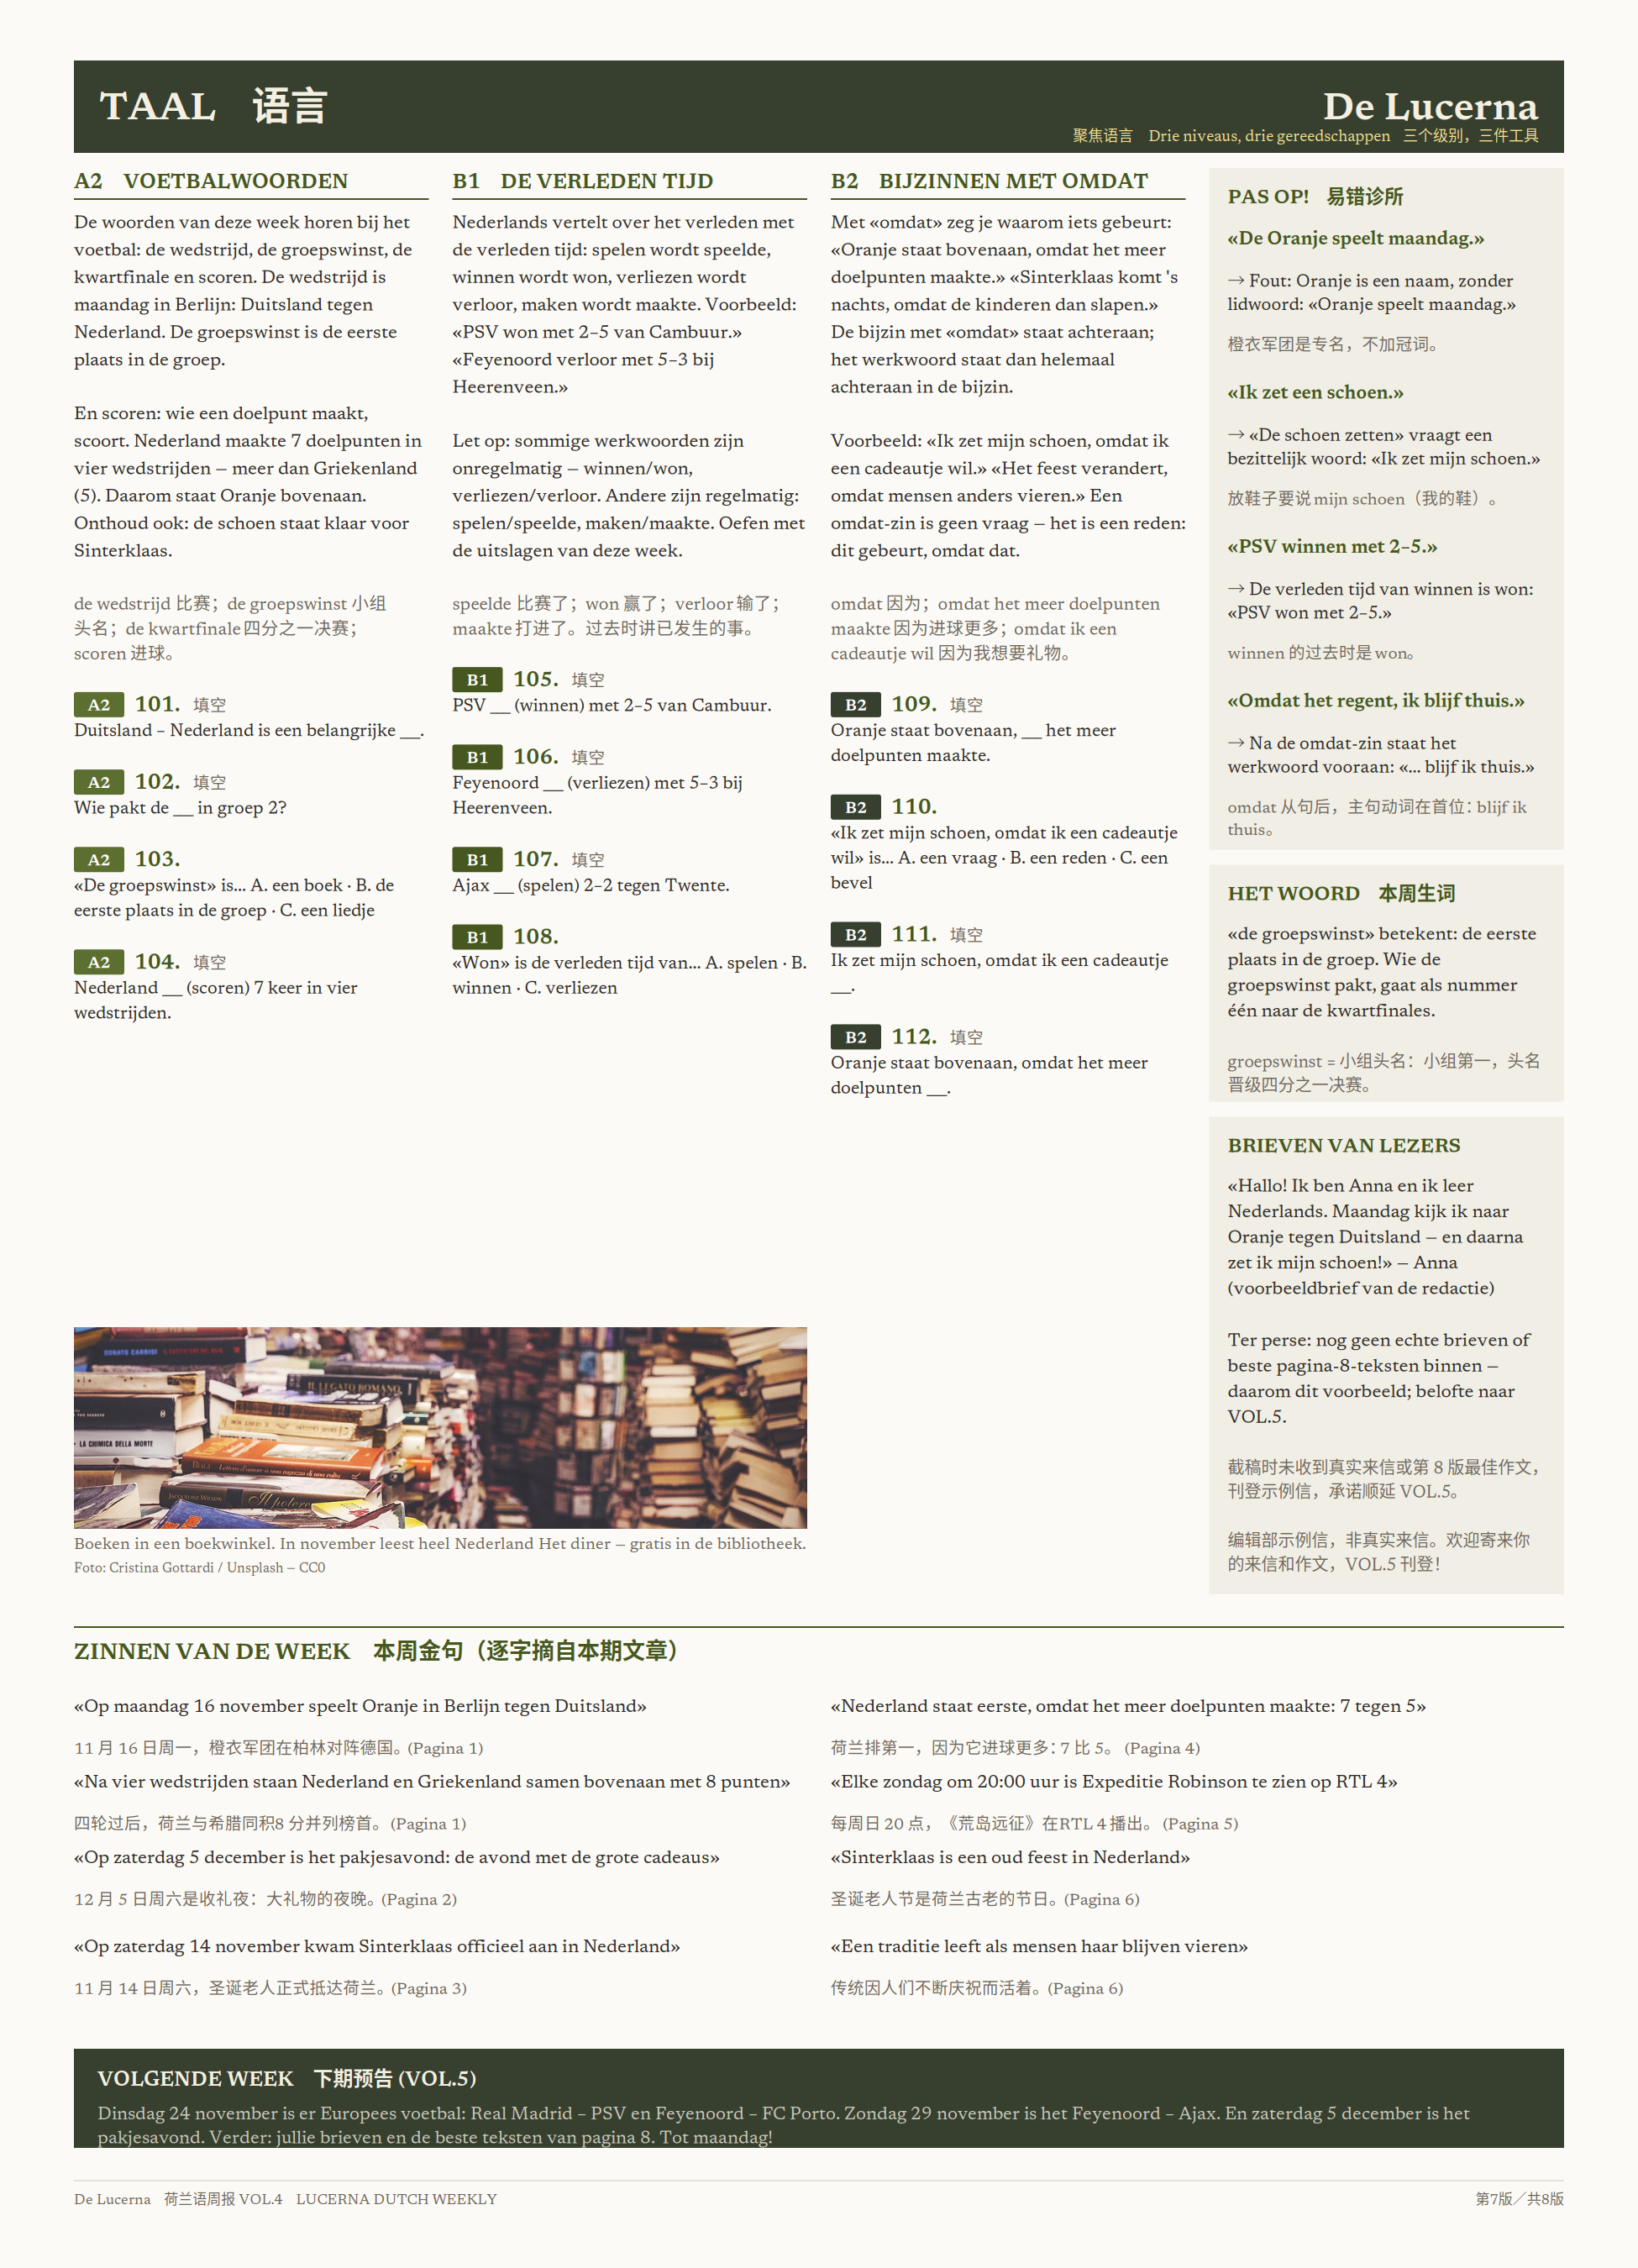 TAAL 语言
De Lucerna
聚焦语言 Drie niveaus, drie gereedschappen 三个级别，三件工具
A2 VOETBALWOORDEN
De woorden van deze week horen bij het
voetbal: de wedstrijd, de groepswinst, de
kwartfinale en scoren. De wedstrijd is
maandag in Berlijn: Duitsland tegen
Nederland. De groepswinst is de eerste
plaats in de groep.
En scoren: wie een doelpunt maakt,
scoort. Nederland maakte 7 doelpunten in
vier wedstrijden – meer dan Griekenland
(5). Daarom staat Oranje bovenaan.
Onthoud ook: de schoen staat klaar voor
Sinterklaas.
de wedstrijd 比赛；de groepswinst 小组
头名；de kwartfinale 四分之一决赛；
scoren 进球。
A2 101. 填空
Duitsland – Nederland is een belangrijke __.
A2 102. 填空
Wie pakt de __ in groep 2?
A2 103.
«De groepswinst» is... A. een boek · B. de
eerste plaats in de groep · C. een liedje
A2 104. 填空
Nederland __ (scoren) 7 keer in vier
wedstrijden.
B1 DE VERLEDEN TIJD
Nederlands vertelt over het verleden met
de verleden tijd: spelen wordt speelde,
winnen wordt won, verliezen wordt
verloor, maken wordt maakte. Voorbeeld:
«PSV won met 2–5 van Cambuur.»
«Feyenoord verloor met 5–3 bij
Heerenveen.»
Let op: sommige werkwoorden zijn
onregelmatig – winnen/won,
verliezen/verloor. Andere zijn regelmatig:
spelen/speelde, maken/maakte. Oefen met
de uitslagen van deze week.
speelde 比赛了；won 赢了；verloor 输了；
maakte 打进了。过去时讲已发生的事。
B1 105. 填空
PSV __ (winnen) met 2–5 van Cambuur.
B1 106. 填空
Feyenoord __ (verliezen) met 5–3 bij
Heerenveen.
B1 107. 填空
Ajax __ (spelen) 2–2 tegen Twente.
B1 108.
«Won» is de verleden tijd van... A. spelen · B.
winnen · C. verliezen
B2 BIJZINNEN MET OMDAT
Met «omdat» zeg je waarom iets gebeurt:
«Oranje staat bovenaan, omdat het meer
doelpunten maakte.» «Sinterklaas komt 's
nachts, omdat de kinderen dan slapen.»
De bijzin met «omdat» staat achteraan;
het werkwoord staat dan helemaal
achteraan in de bijzin.
Voorbeeld: «Ik zet mijn schoen, omdat ik
een cadeautje wil.» «Het feest verandert,
omdat mensen anders vieren.» Een
omdat-zin is geen vraag – het is een reden:
dit gebeurt, omdat dat.
omdat 因为；omdat het meer doelpunten
maakte 因为进球更多；omdat ik een
cadeautje wil 因为我想要礼物。
B2 109. 填空
Oranje staat bovenaan, __ het meer
doelpunten maakte.
B2 110.
«Ik zet mijn schoen, omdat ik een cadeautje
wil» is... A. een vraag · B. een reden · C. een
bevel
B2 111. 填空
Ik zet mijn schoen, omdat ik een cadeautje
__.
B2 112. 填空
Oranje staat bovenaan, omdat het meer
doelpunten __.
PAS OP! 易错诊所
«De Oranje speelt maandag.»
→ Fout: Oranje is een naam, zonder
lidwoord: «Oranje speelt maandag.»
橙衣军团是专名，不加冠词。
«Ik zet een schoen.»
→ «De schoen zetten» vraagt een
bezittelijk woord: «Ik zet mijn schoen.»
放鞋子要说 mijn schoen（我的鞋）。
«PSV winnen met 2–5.»
→ De verleden tijd van winnen is won:
«PSV won met 2–5.»
winnen 的过去时是 won。
«Omdat het regent, ik blijf thuis.»
→ Na de omdat-zin staat het
werkwoord vooraan: «... blijf ik thuis.»
omdat 从句后，主句动词在首位：blijf ik
thuis。
HET WOORD 本周生词
«de groepswinst» betekent: de eerste
plaats in de groep. Wie de
groepswinst pakt, gaat als nummer
één naar de kwartfinales.
groepswinst = 小组头名：小组第一，头名
晋级四分之一决赛。
BRIEVEN VAN LEZERS
«Hallo! Ik ben Anna en ik leer
Nederlands. Maandag kijk ik naar
Oranje tegen Duitsland – en daarna
zet ik mijn schoen!» – Anna
(voorbeeldbrief van de redactie)
Ter perse: nog geen echte brieven of
beste pagina-8-teksten binnen –
daarom dit voorbeeld; belofte naar
VOL.5.
截稿时未收到真实来信或第 8 版最佳作文，
刊登示例信，承诺顺延 VOL.5。
编辑部示例信，非真实来信。欢迎寄来你
的来信和作文，VOL.5 刊登！
DONATO CARRISI
IL LEGATO ROMANO
LA CHIMICA DELLA MORTE
JACQUELINE WILSON
Il potere
Boeken in een boekwinkel. In november leest heel Nederland Het diner – gratis in de bibliotheek.
Foto: Cristina Gottardi / Unsplash – CC0
ZINNEN VAN DE WEEK 本周金句（逐字摘自本期文章）
«Op maandag 16 november speelt Oranje in Berlijn tegen Duitsland»
11 月 16 日周一，橙衣军团在柏林对阵德国。(Pagina 1)
«Na vier wedstrijden staan Nederland en Griekenland samen bovenaan met 8 punten»
四轮过后，荷兰与希腊同积8 分并列榜首。(Pagina 1)
«Op zaterdag 5 december is het pakjesavond: de avond met de grote cadeaus»
12 月 5 日周六是收礼夜：大礼物的夜晚。(Pagina 2)
«Op zaterdag 14 november kwam Sinterklaas officieel aan in Nederland»
11 月 14 日周六，圣诞老人正式抵达荷兰。(Pagina 3)
«Nederland staat eerste, omdat het meer doelpunten maakte: 7 tegen 5»
荷兰排第一，因为它进球更多：7 比 5。 (Pagina 4)
«Elke zondag om 20:00 uur is Expeditie Robinson te zien op RTL 4»
每周日 20 点，《荒岛远征》在RTL 4 播出。 (Pagina 5)
«Sinterklaas is een oud feest in Nederland»
圣诞老人节是荷兰古老的节日。(Pagina 6)
«Een traditie leeft als mensen haar blijven vieren»
传统因人们不断庆祝而活着。(Pagina 6)
VOLGENDE WEEK 下期预告 (VOL.5)
Dinsdag 24 november is er Europees voetbal: Real Madrid – PSV en Feyenoord – FC Porto. Zondag 29 november is het Feyenoord – Ajax. En zaterdag 5 december is het
pakjesavond. Verder: jullie brieven en de beste teksten van pagina 8. Tot maandag!
De Lucerna 荷兰语周报 VOL.4 LUCERNA DUTCH WEEKLY
第7版／共8版